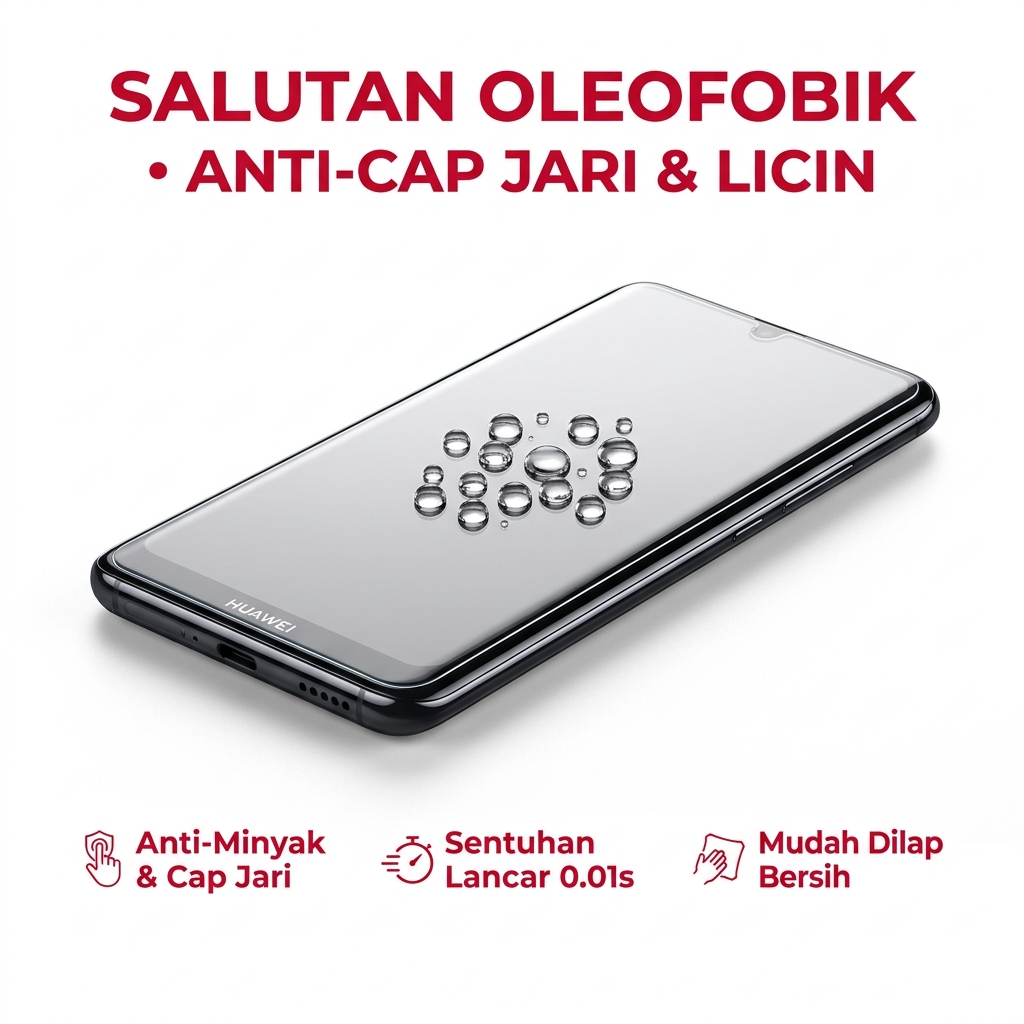 SALUTAN OLEOFOBIK
• ANTI-CAP JARI & LICIN
HUAWEI
Anti-Minyak
& Cap Jari
Sentuhan
Lancar 0.01s
Mudah Dilap
Bersih